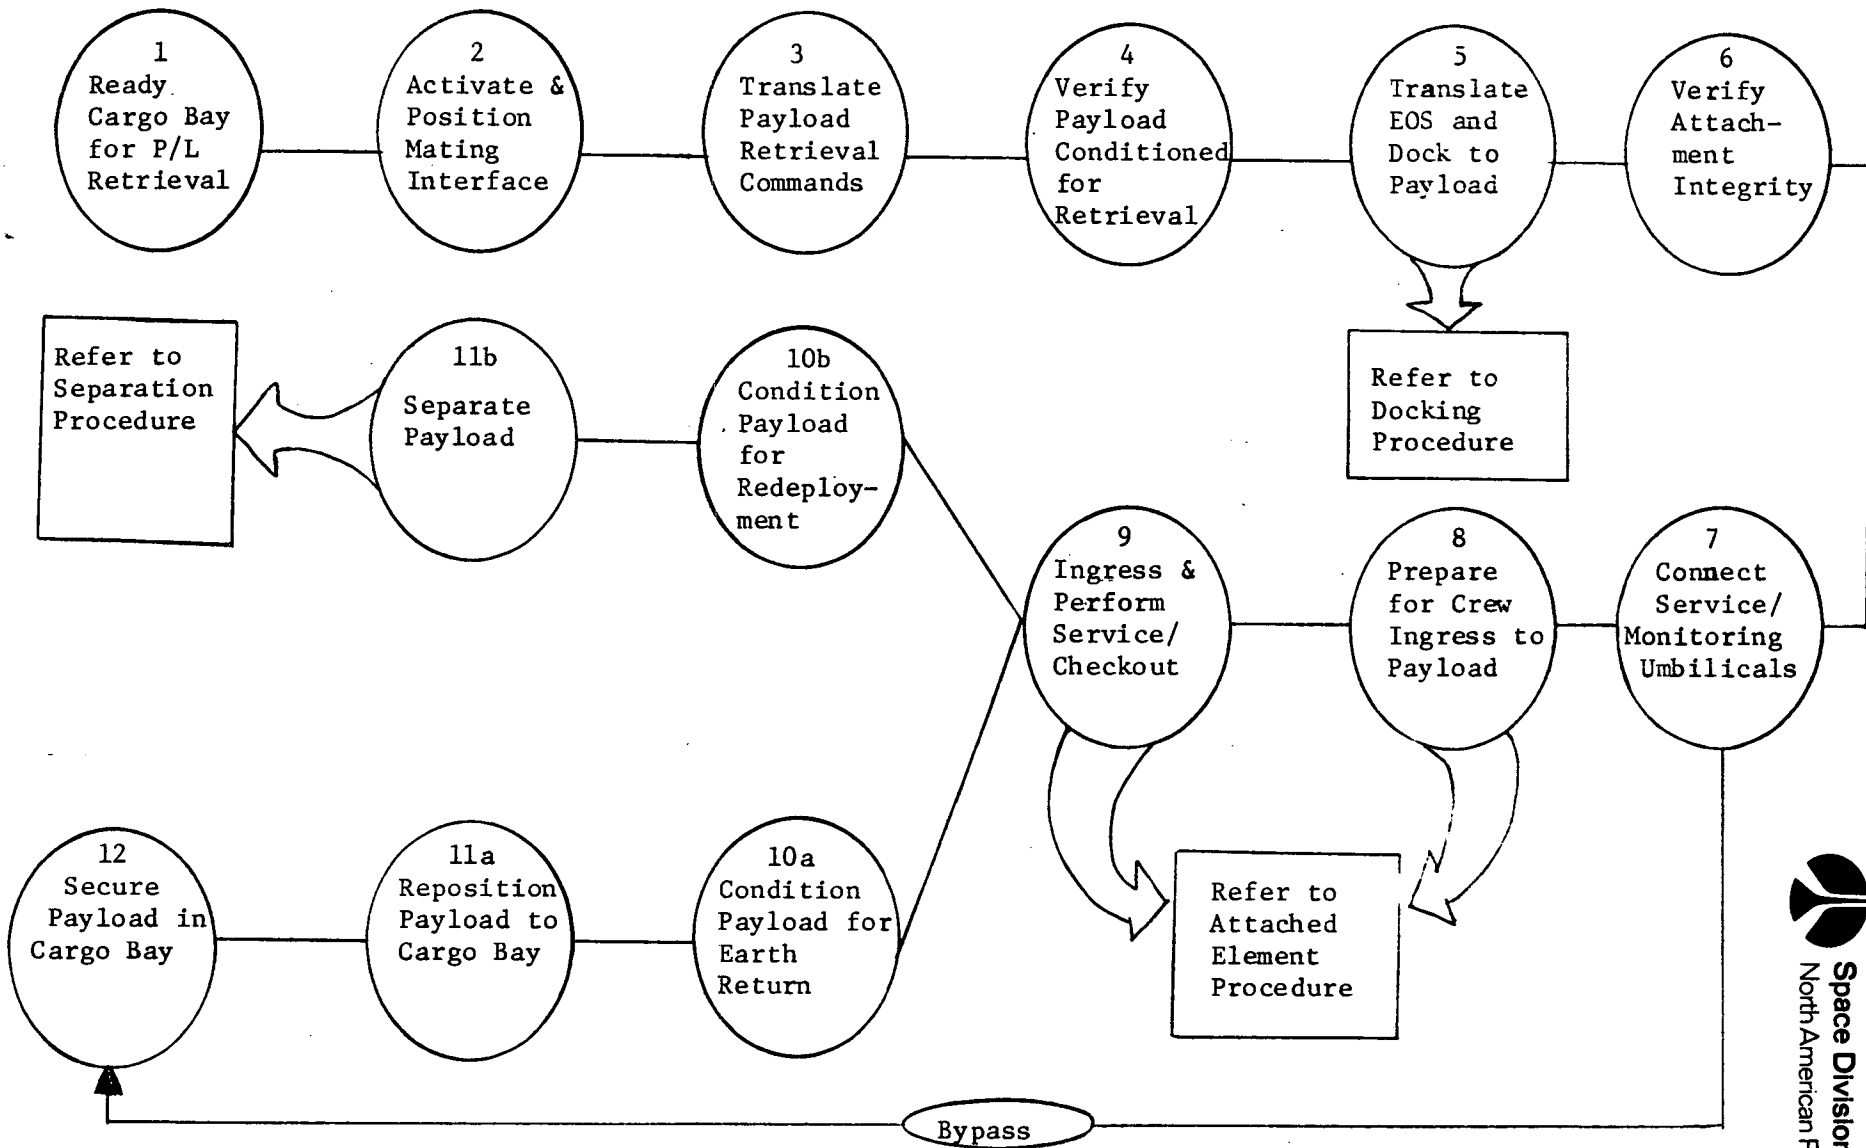 1
Ready
Cargo Bay
for P/L
Retrieval
2
Activate &
Position
Mating
Interface
3
Translate
Payload
Retrieval
Commands
4
Verify
Payload
Conditioned
for
Retrieval
5
Translate
EOS and
Dock to
Payload
6
Verify
Attach-
ment
Integrity
Refer to
Separation
Procedure
11b
Separate
Payload
10b
Condition
Payload
for
Redeploy-
ment
Refer to
Docking
Procedure
9
Ingress &
Perform
Service/
Checkout
8
Prepare
for Crew
Ingress to
Payload
7
Connect
Service/
Monitoring
Umbilicals
12
Secure
Payload in
Cargo Bay
11a
Reposition
Payload to
Cargo Bay
10a
Condition
Payload for
Earth
Return
Refer to
Attached
Element
Procedure
Bypass
Space Division
North American